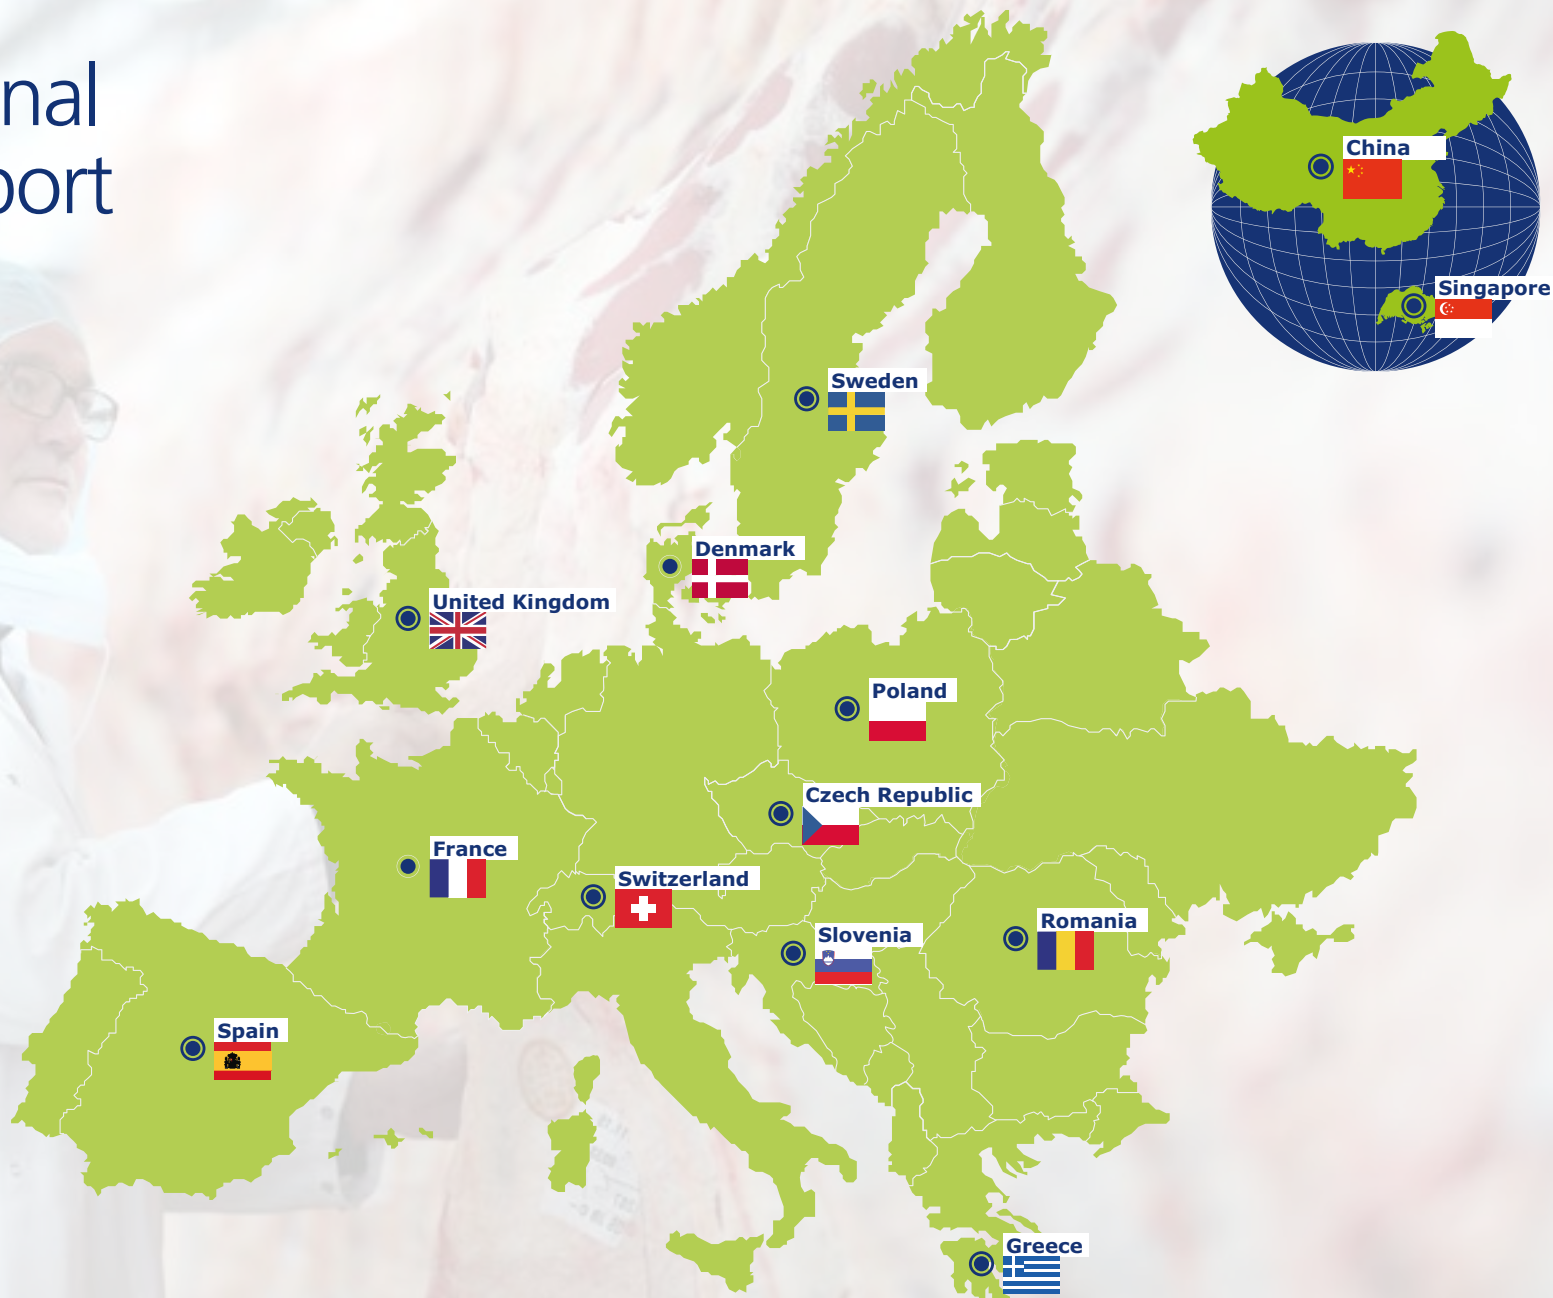 nal
port
China
Singapore
Sweden
Denmark
United Kingdom
Poland
Czech Republic
France
Switzerland
Romania
Slovenia
Spain
Greece